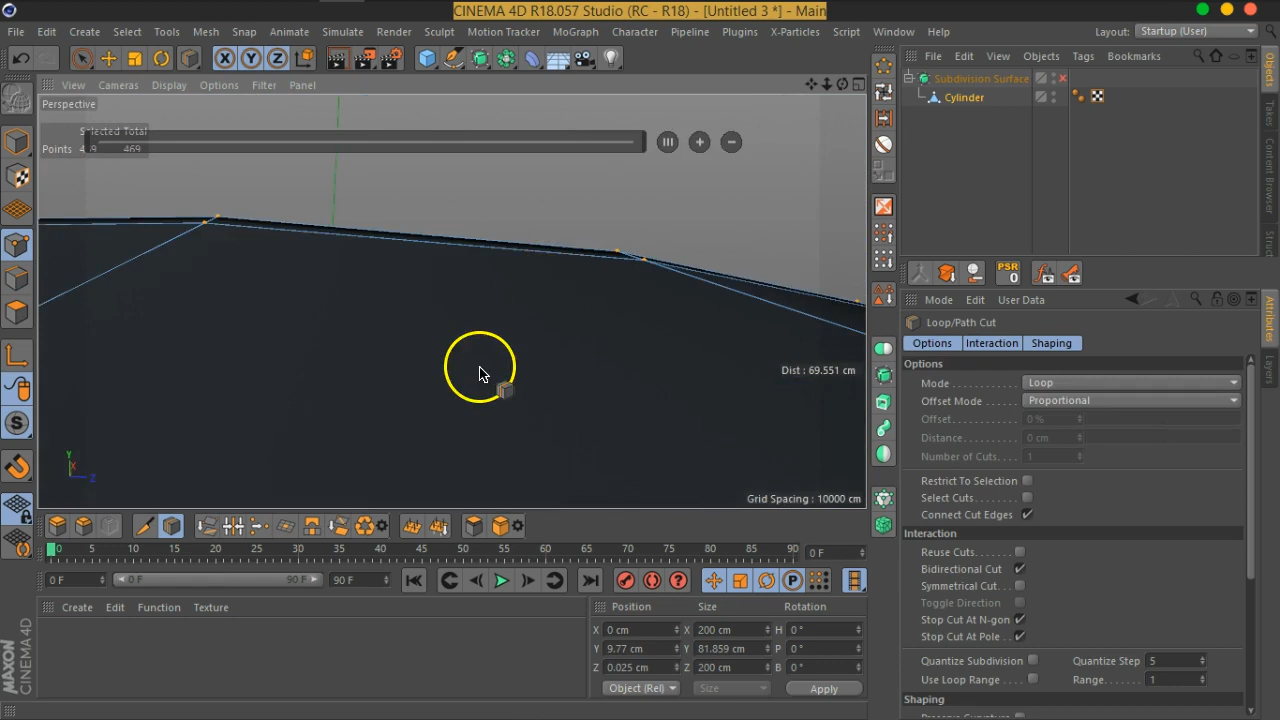 CINEMA 4D R18.057 Studio (RC - R18) - [Untitled 3 *] - Main
File Edit Create Select Tools Mesh Snap Animate Simulate Render Sculpt Motion Tracker MoGraph Character Pipeline Plugins X-Particles Script Window Help Layout: Startup (User)
X Y Z
File Edit View Objects Tags Bookmarks
View Cameras Display Options Filter Panel
Subdivision Surface
Cylinder
Perspective
Selected Total
Points 469
Objects
Takes
Content Browser
PSR
0
Mode Edit User Data
Loop/Path Cut
Options Interaction Shaping
Options
Mode Loop
Offset Mode Proportional
Offset 0 %
Distance 0 cm
Number of Cuts 1
Restrict To Selection
Select Cuts
Connect Cut Edges
Interaction
Reuse Cuts
Bidirectional Cut
Symmetrical Cut
Toggle Direction
Stop Cut At N-gon
Stop Cut At Pole
Quantize Subdivision Quantize Step 5
Use Loop Range Range 1
Shaping
Attributes
Layers
Dist : 69.551 cm
Y
X
Z
Grid Spacing : 10000 cm
0 5 10 15 20 25 30 35 40 45 50 55 60 65 70 75 80 85 90 0 F
0 F 0 F 90 F 90 F
Create Edit Function Texture
Position Size Rotation
X 0 cm X 200 cm H 0 °
Y 9.77 cm Y 81.859 cm P 0 °
Z 0.025 cm Z 200 cm B 0 °
Object (Rel) Size Apply
MAXON
CINEMA 4D